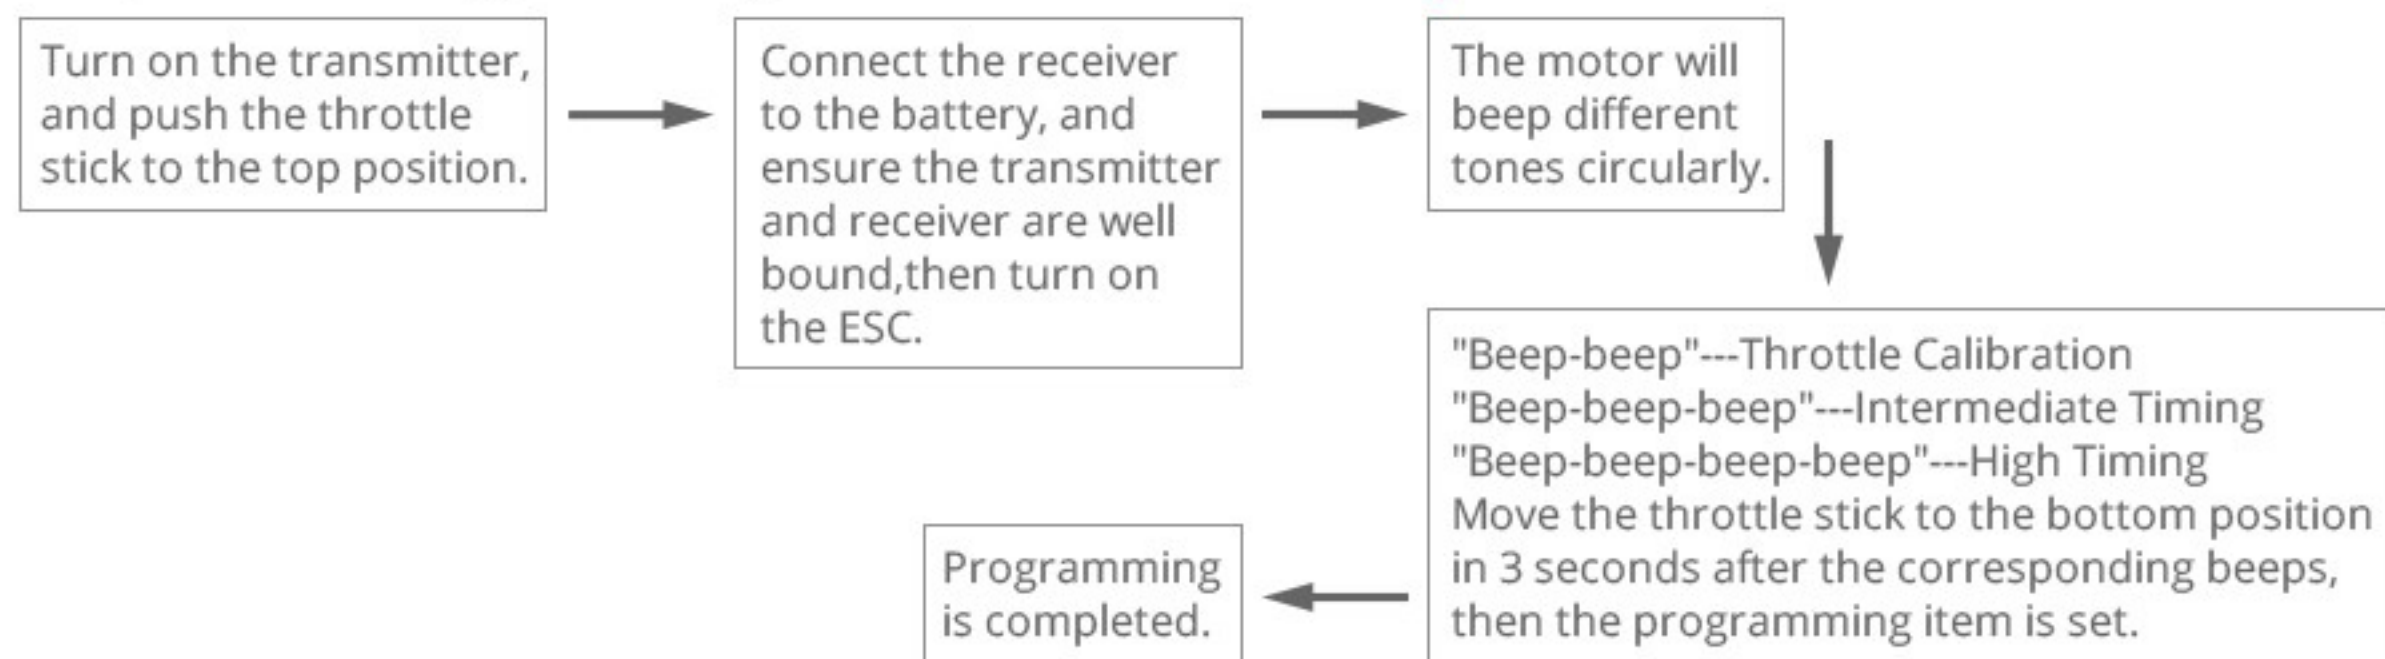 Turn on the transmitter,
and push the throttle
stick to the top position.
Connect the receiver
to the battery, and
ensure the transmitter
and receiver are well
bound,then turn on
the ESC.
The motor will
beep different
tones circularly.
"Beep-beep"---Throttle Calibration
"Beep-beep-beep"---Intermediate Timing
"Beep-beep-beep-beep"---High Timing
Move the throttle stick to the bottom position
in 3 seconds after the corresponding beeps,
then the programming item is set.
Programming
is completed.